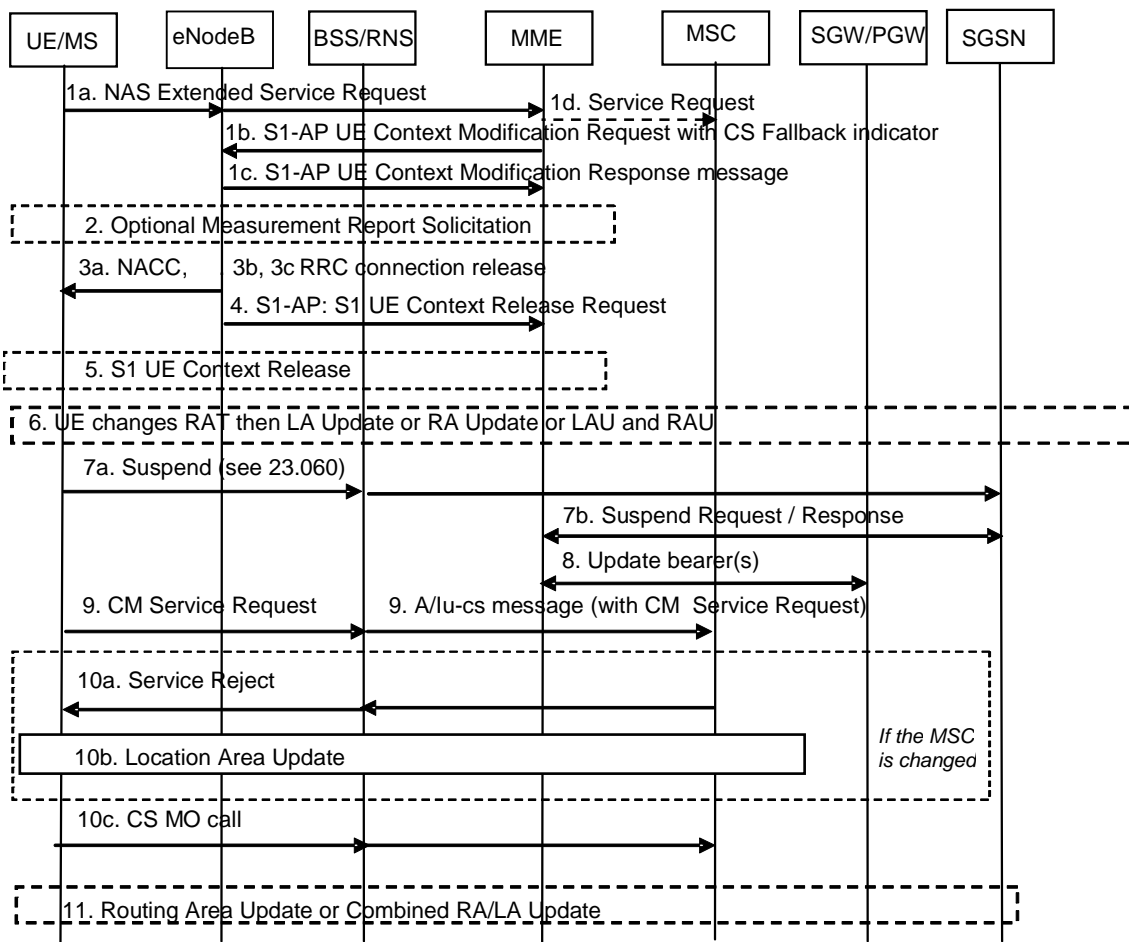 UE/MS
eNodeB
BSS/RNS
MME
MSC
SGW/PGW
SGSN
1a. NAS Extended Service Request
1d. Service Request
1b. S1-AP UE Context Modification Request with CS Fallback indicator
1c. S1-AP UE Context Modification Response message
2. Optional Measurement Report Solicitation
3a. NACC, . 3b, 3c RRC connection release
4. S1-AP: S1 UE Context Release Request
5. S1 UE Context Release
6. UE changes RAT then LA Update or RA Update or LAU and RAU
7a. Suspend (see 23.060)
7b. Suspend Request / Response
8. Update bearer(s)
9. CM Service Request
9. A/Iu-cs message (with CM Service Request)
10a. Service Reject
If the MSC
is changed
10b. Location Area Update
10c. CS MO call
11. Routing Area Update or Combined RA/LA Update